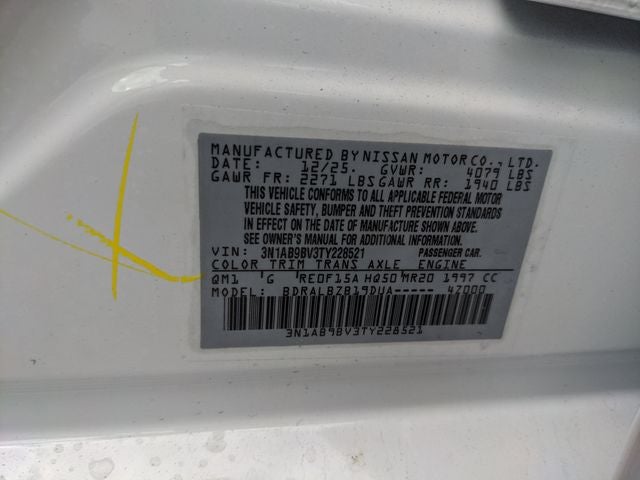 MANUFACTURED BY NISSAN MOTOR CO., LTD.
DATE: 12/25. GVWR: 4079 LBS
GAWR FR: 2271 LBS GAWR RR: 1940 LBS
THIS VEHICLE CONFORMS TO ALL APPLICABLE FEDERAL MOTOR
VEHICLE SAFETY, BUMPER AND THEFT PREVENTION STANDARDS
IN EFFECT ON THE DATE OF MANUFACTURE SHOWN ABOVE.
SEE OWNER'S MANUAL FOR ADDITIONAL INFORMATION.
VIN: 3N1AB9BV3TY228521 PASSENGER CAR.
COLOR TRIM TRANS AXLE ENGINE
QM1 G RE0F15A HQ50 MR20 1997 CC
MODEL: BDRALBZB19DUA----- 4Z000
3N1AB9BV3TY228521